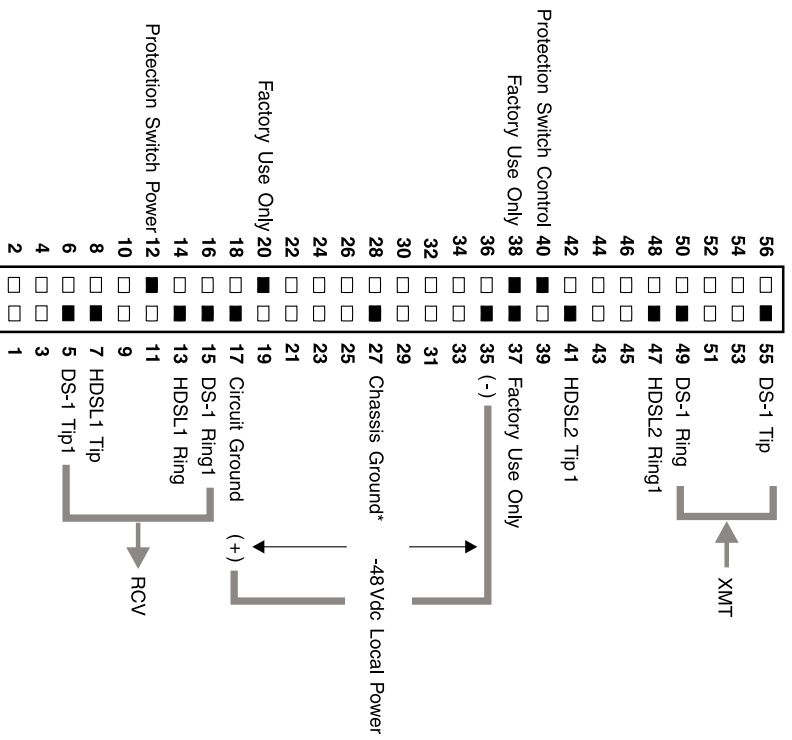 56 55 DS-1 Tip
54 53
52 51
XMT
50 49 DS-1 Ring
48 47 HDSL2 Ring1
46 45
44 43
42 41 HDSL2 Tip1
Protection Switch Control 40 39
Factory Use Only 38 37 Factory Use Only
36 35 (-)
34 33
32 31
30 29
28 27 Chassis Ground* -48Vdc Local Power
26 25
24 23
22 21
Factory Use Only 20 19
18 17 Circuit Ground (+)
16 15 DS-1 Ring1
14 13 HDSL1 Ring
Protection Switch Power 12 11
RCV
10 9
8 7 HDSL1 Tip
6 5 DS-1 Tip1
4 3
2 1